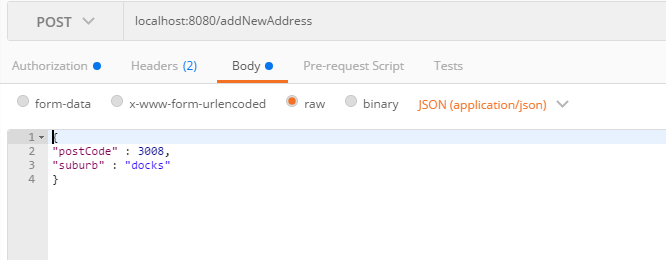 POST localhost:8080/addNewAddress
Authorization Headers (2) Body Pre-request Script Tests
form-data x-www-form-urlencoded raw binary JSON (application/json)
1 {
2 "postCode" : 3008,
3 "suburb" : "docks"
4 }